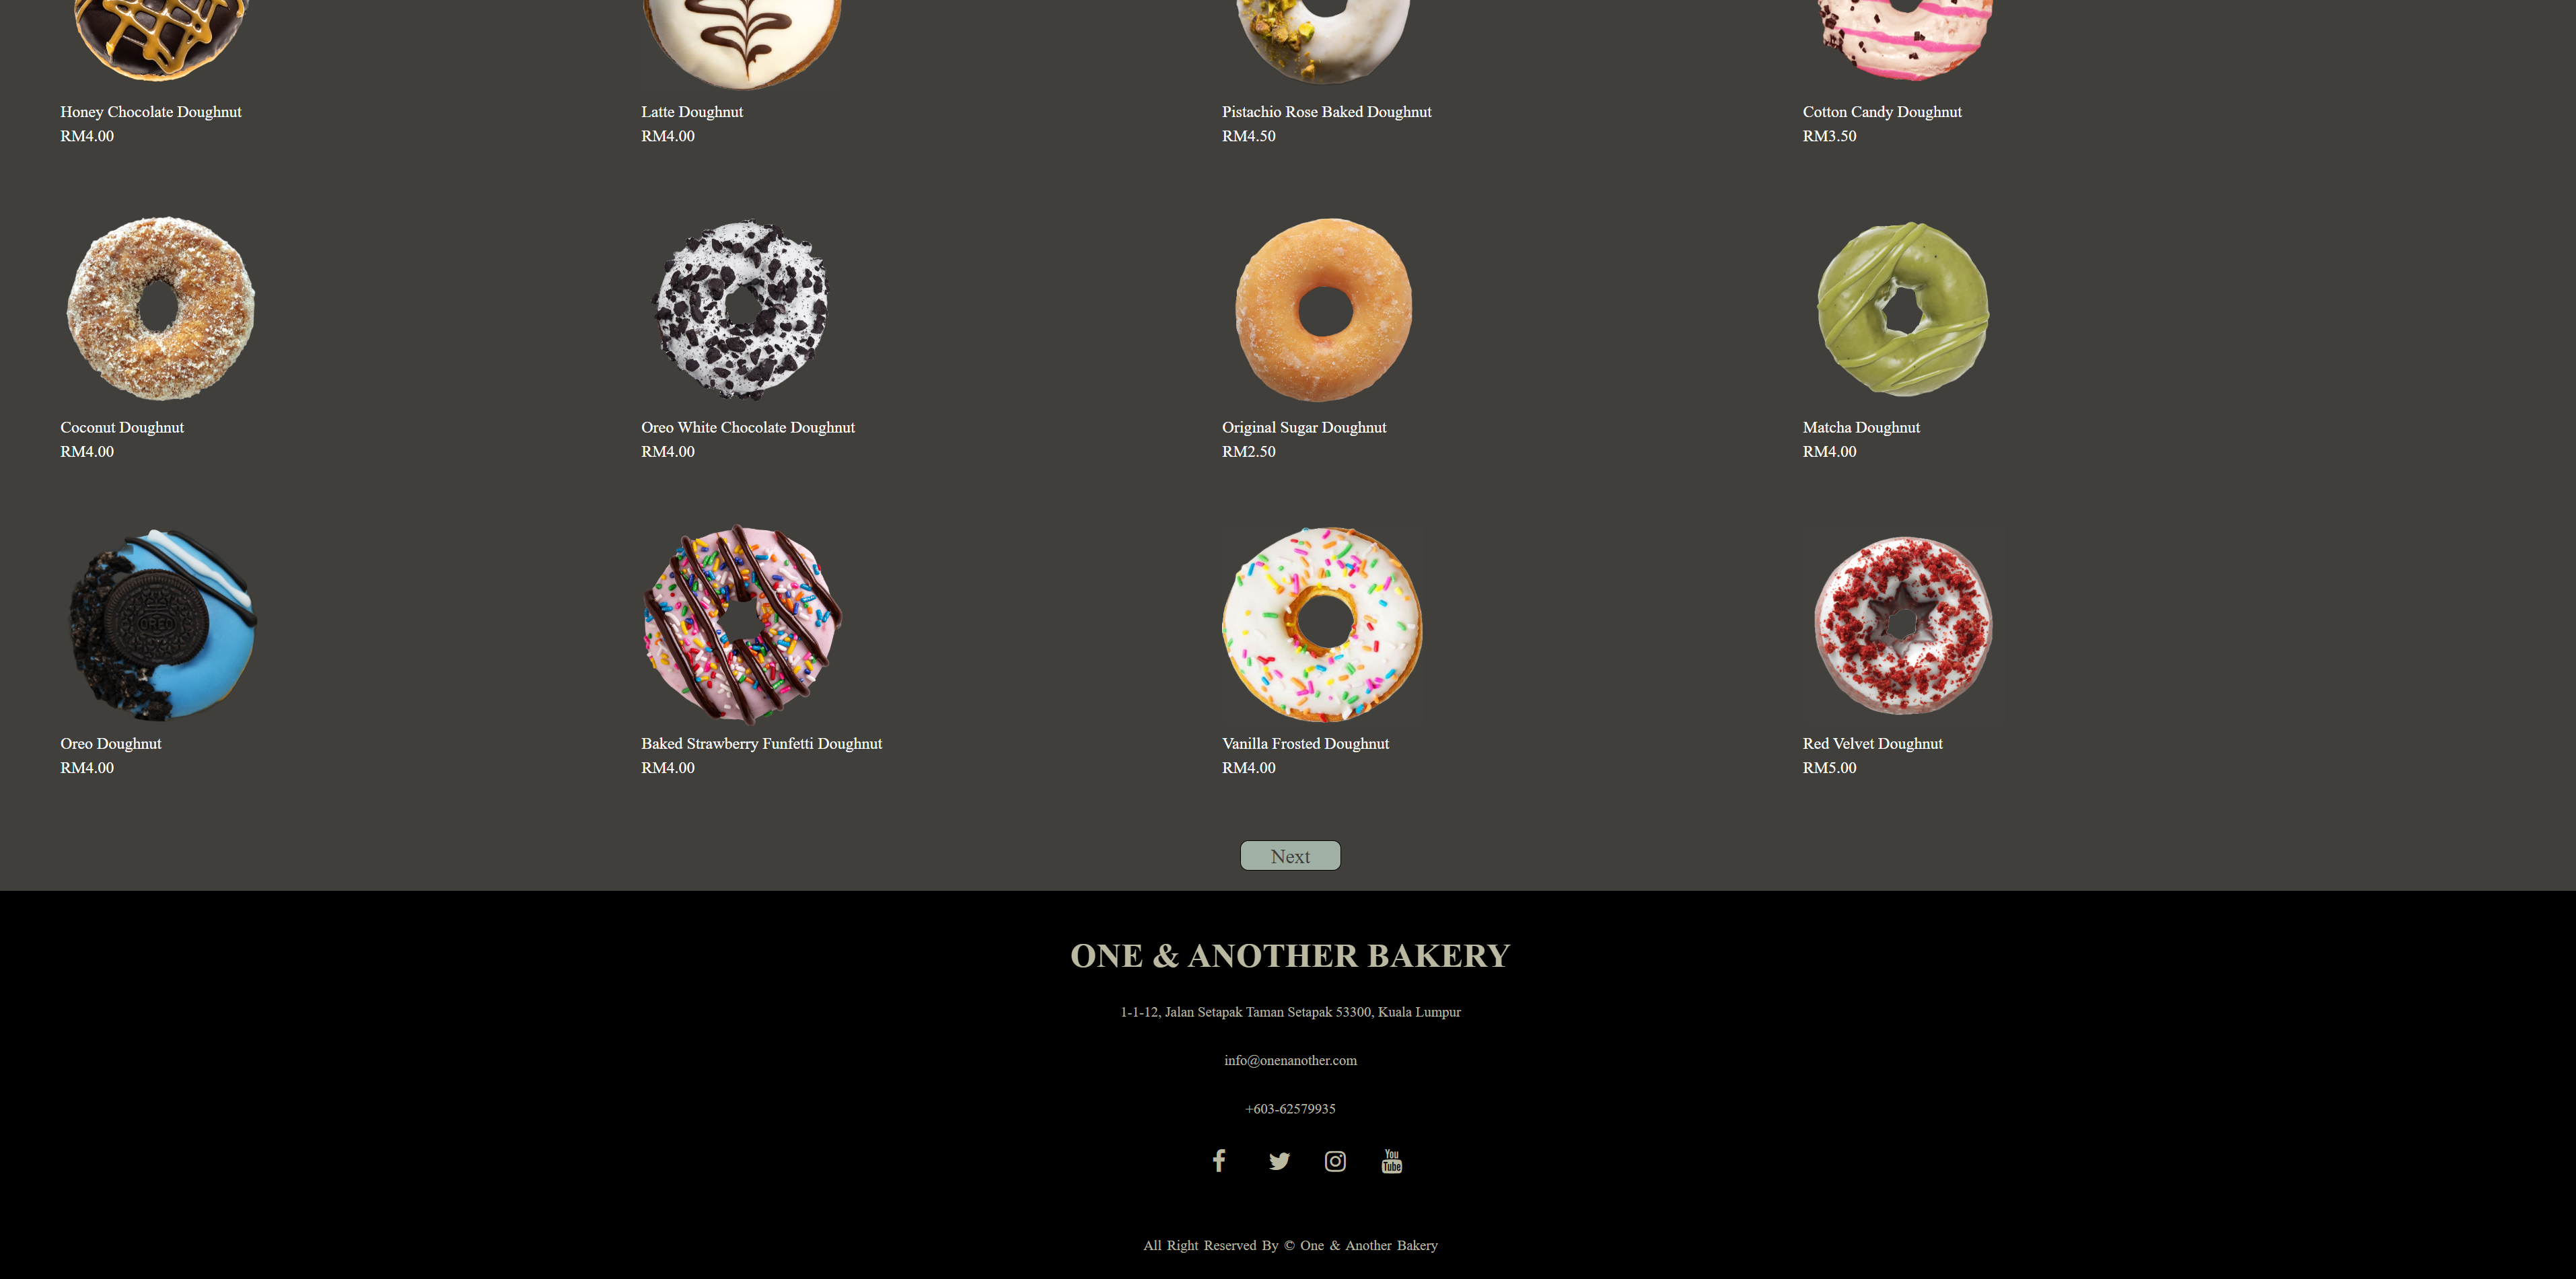 Honey Chocolate Doughnut
RM4.00
Latte Doughnut
RM4.00
Pistachio Rose Baked Doughnut
RM4.50
Cotton Candy Doughnut
RM3.50
Coconut Doughnut
RM4.00
Oreo White Chocolate Doughnut
RM4.00
Original Sugar Doughnut
RM2.50
Matcha Doughnut
RM4.00
OREO
Oreo Doughnut
RM4.00
Baked Strawberry Funfetti Doughnut
RM4.00
Vanilla Frosted Doughnut
RM4.00
Red Velvet Doughnut
RM5.00
Next
ONE & ANOTHER BAKERY
1-1-12, Jalan Setapak Taman Setapak 53300, Kuala Lumpur
info@onenanother.com
+603-62579935
You
Tube
All Right Reserved By © One & Another Bakery